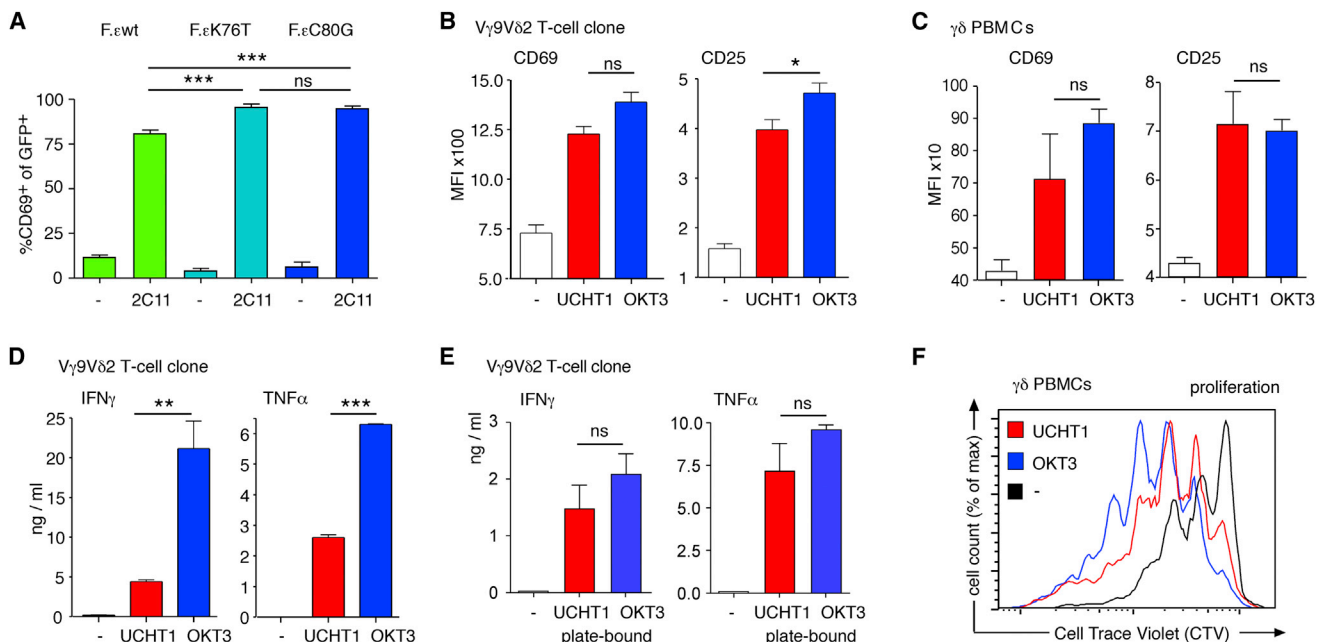 A
F.εwt F.εK76T F.εC80G
***
*** ns
%CD69+ of GFP+
100
75
50
25
0
- 2C11 - 2C11 - 2C11
B Vγ9Vδ2 T-cell clone
CD69
MFI x100
15.0
12.5
10.0
7.5
5.0
ns
- UCHT1 OKT3
CD25
5
4
3
2
1
*
- UCHT1 OKT3
C γδ PBMCs
CD69
MFI x10
100
90
80
70
60
50
40
ns
- UCHT1 OKT3
CD25
8
7
6
5
4
ns
- UCHT1 OKT3
D Vγ9Vδ2 T-cell clone
IFNγ
ng / ml
25
20
15
10
5
0
**
- UCHT1 OKT3
TNFα
6
5
4
3
2
1
0
***
- UCHT1 OKT3
E Vγ9Vδ2 T-cell clone
IFNγ
ng / ml
3
2
1
0
ns
- UCHT1 OKT3
plate-bound
TNFα
10.0
7.5
5.0
2.5
0.0
ns
- UCHT1 OKT3
plate-bound
F
γδ PBMCs proliferation
cell count (% of max)
UCHT1
OKT3
-
Cell Trace Violet (CTV)